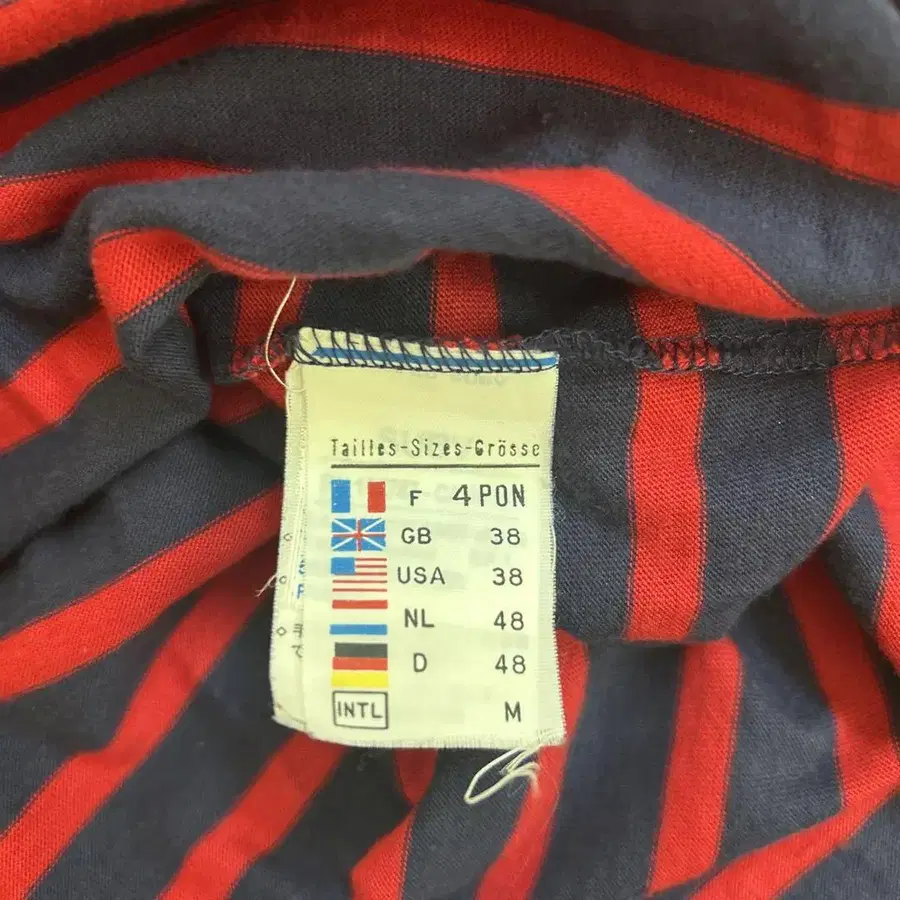 Tailles-Sizes-Grösse
F 4 PON
GB 38
USA 38
NL 48
D 48
INTL M